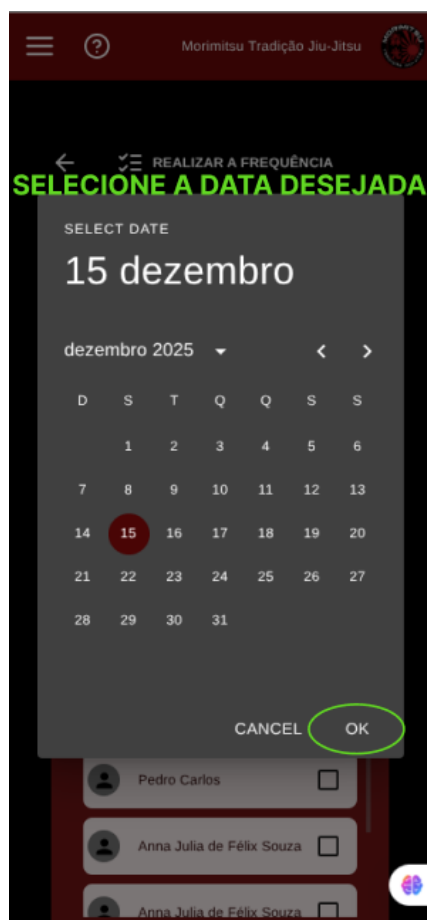 Morimitsu Tradição Jiu-Jitsu
REALIZAR A FREQUÊNCIA
SELECIONE A DATA DESEJADA
SELECT DATE
15 dezembro
dezembro 2025
D S T Q Q S S
1 2 3 4 5 6
7 8 9 10 11 12 13
14 15 16 17 18 19 20
21 22 23 24 25 26 27
28 29 30 31
CANCEL OK
Pedro Carlos
Anna Julia de Félix Souza
Anna Julia de Félix Souza